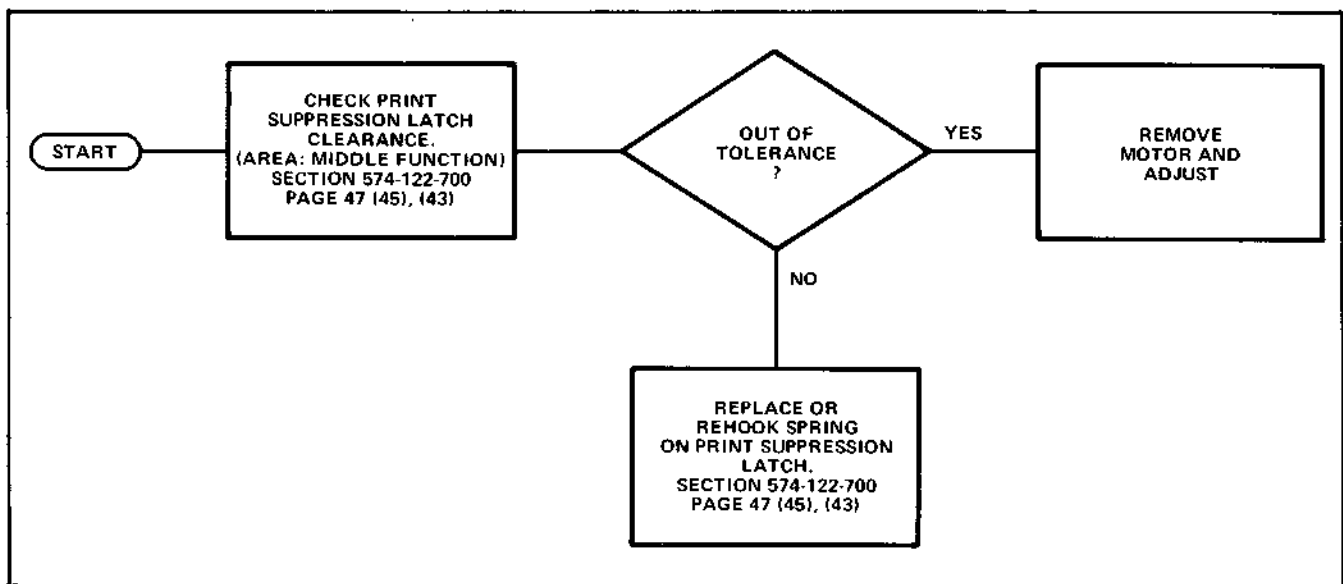 START
CHECK PRINT
SUPPRESSION LATCH
CLEARANCE.
(AREA: MIDDLE FUNCTION)
SECTION 574-122-700
PAGE 47 (45), (43)
OUT OF
TOLERANCE
?
YES
REMOVE
MOTOR AND
ADJUST
NO
REPLACE OR
REHOOK SPRING
ON PRINT SUPPRESSION
LATCH.
SECTION 574-122-700
PAGE 47 (45), (43)